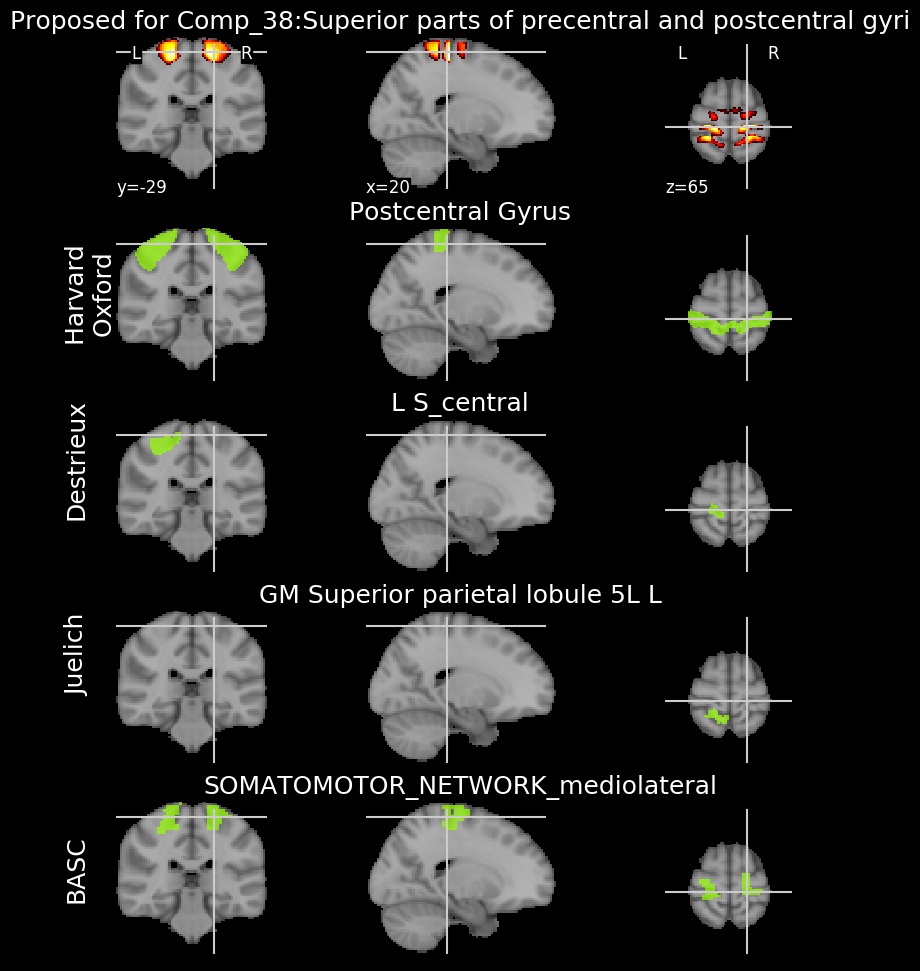 Proposed for Comp_38:Superior parts of precentral and postcentral gyri
L R L R
y=-29 x=20 z=65
Postcentral Gyrus
Harvard
Oxford
L S_central
Destrieux
GM Superior parietal lobule 5L L
Juelich
SOMATOMOTOR_NETWORK_mediolateral
BASC